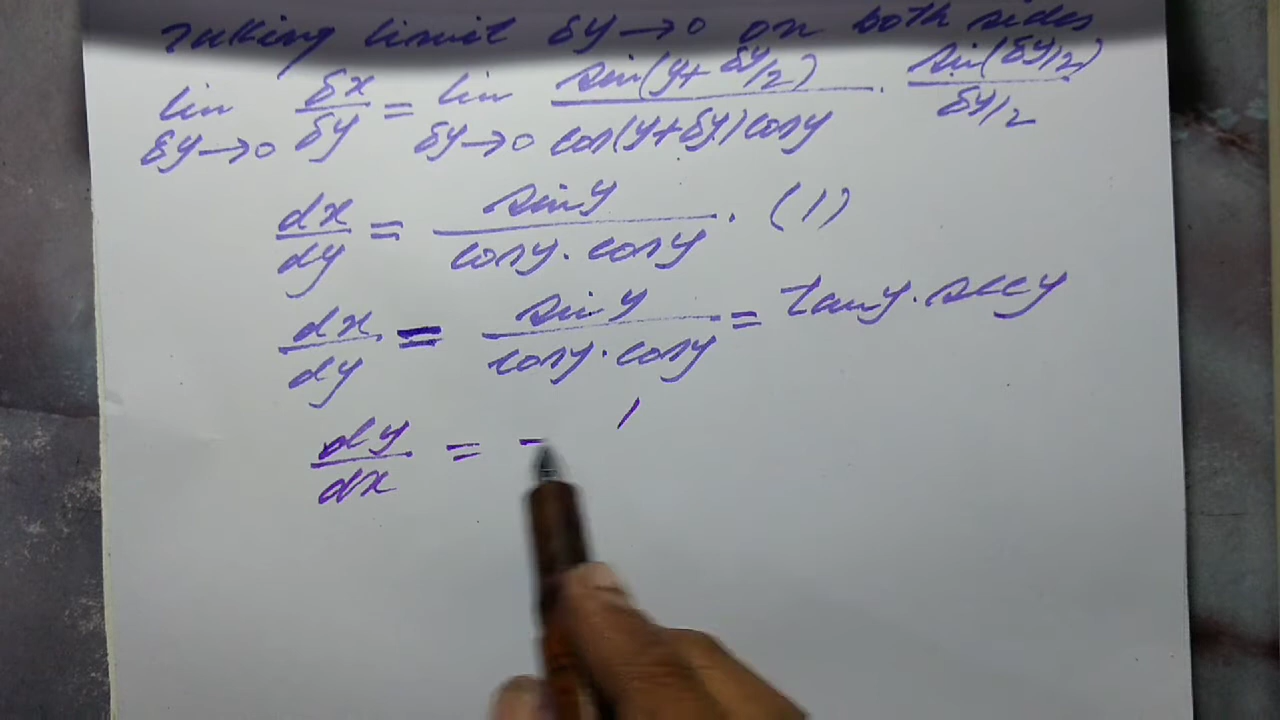 Taking limit δy→0 on both sides
lim δy→0 δx/δy = lim δy→0 sin(y+δy/2)/cos(y+δy)cosy . sin(δy/2)/δy/2
dx/dy = siny/cosy.cosy . (1)
dx/dy = siny/cosy.cosy = tany.secy
dy/dx = 1